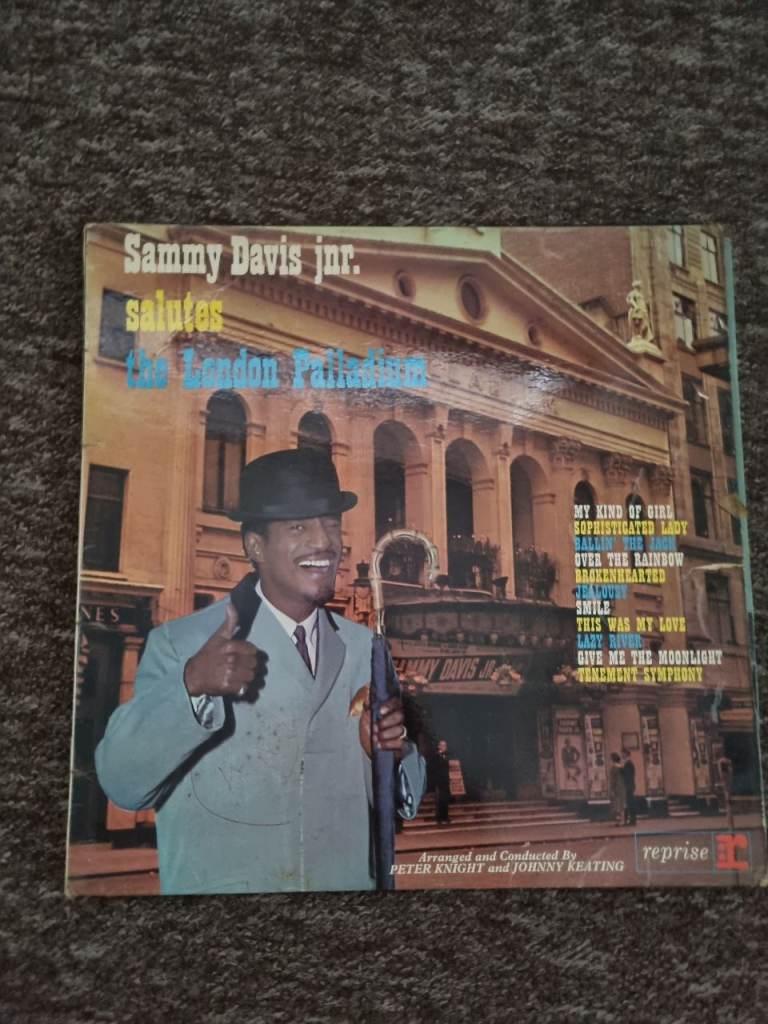 Sammy Davis jnr.
salutes
the London Palladium
MY KIND OF GIRL
SOPHISTICATED LADY
BALLIN' THE JACK
OVER THE RAINBOW
BROKENHEARTED
JEALOUSY
SMILE
THIS WAS MY LOVE
LAZY RIVER
GIVE ME THE MOONLIGHT
TENEMENT SYMPHONY
NES
SAMMY DAVIS JR
Arranged and Conducted By
PETER KNIGHT and JOHNNY KEATING
reprise